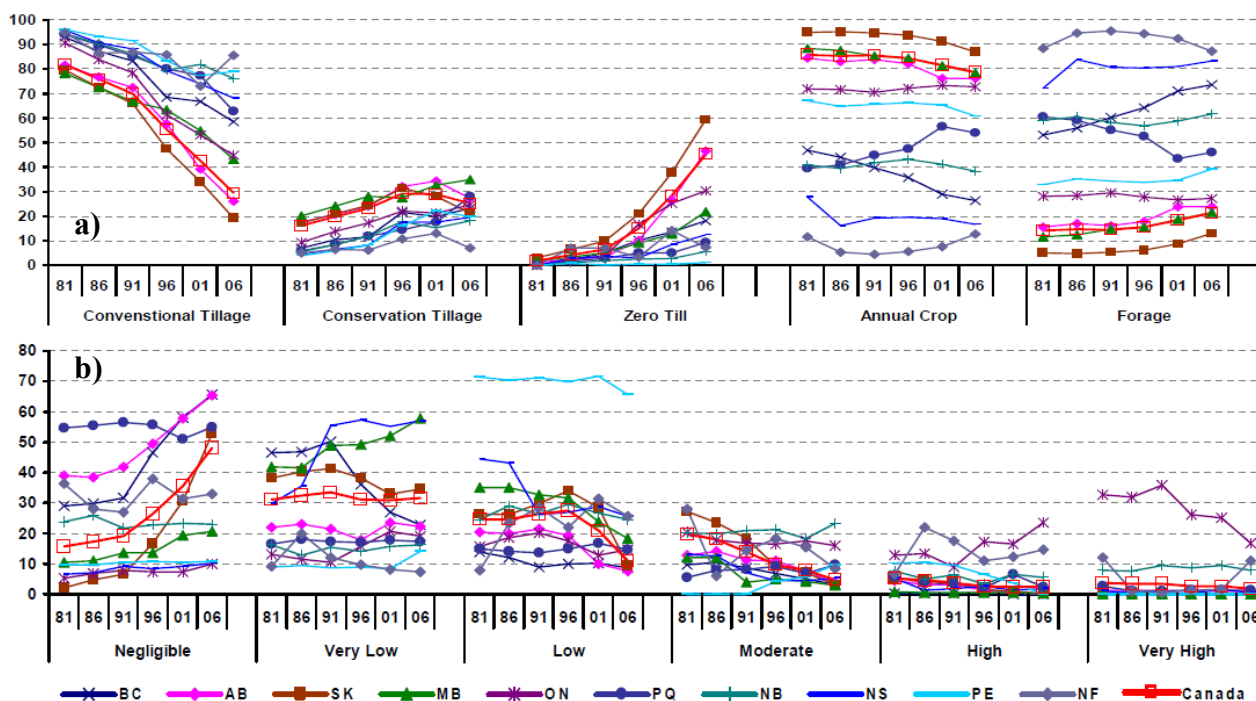 100
90
80
70
60
50
40
30
20
10
0
a)
81 86 91 96 01 06 81 86 91 96 01 06 81 86 91 96 01 06 81 86 91 96 01 06 81 86 91 96 01 06
Convenstional Tillage Conservation Tillage Zero Till Annual Crop Forage
80
70
60
50
40
30
20
10
0
b)
81 86 91 96 01 06 81 86 91 96 01 06 81 86 91 96 01 06 81 86 91 96 01 06 81 86 91 96 01 06 81 86 91 96 01 06
Negligible Very Low Low Moderate High Very High
BC AB SK MB ON PQ NB NS PE NF Canada